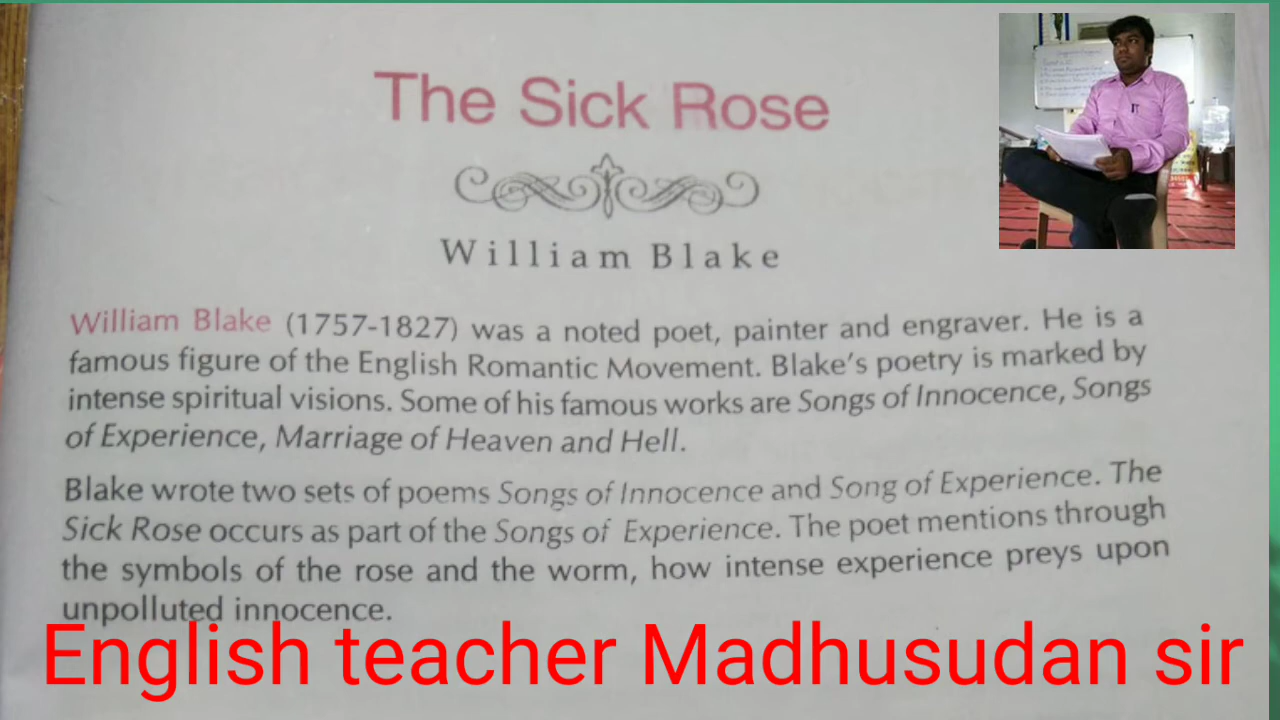 The Sick Rose
William Blake
William Blake (1757-1827) was a noted poet, painter and engraver. He is a
famous figure of the English Romantic Movement. Blake's poetry is marked by
intense spiritual visions. Some of his famous works are Songs of Innocence, Songs
of Experience, Marriage of Heaven and Hell.
Blake wrote two sets of poems Songs of Innocence and Song of Experience. The
Sick Rose occurs as part of the Songs of Experience. The poet mentions through
the symbols of the rose and the worm, how intense experience preys upon
unpolluted innocence.
English teacher Madhusudan sir